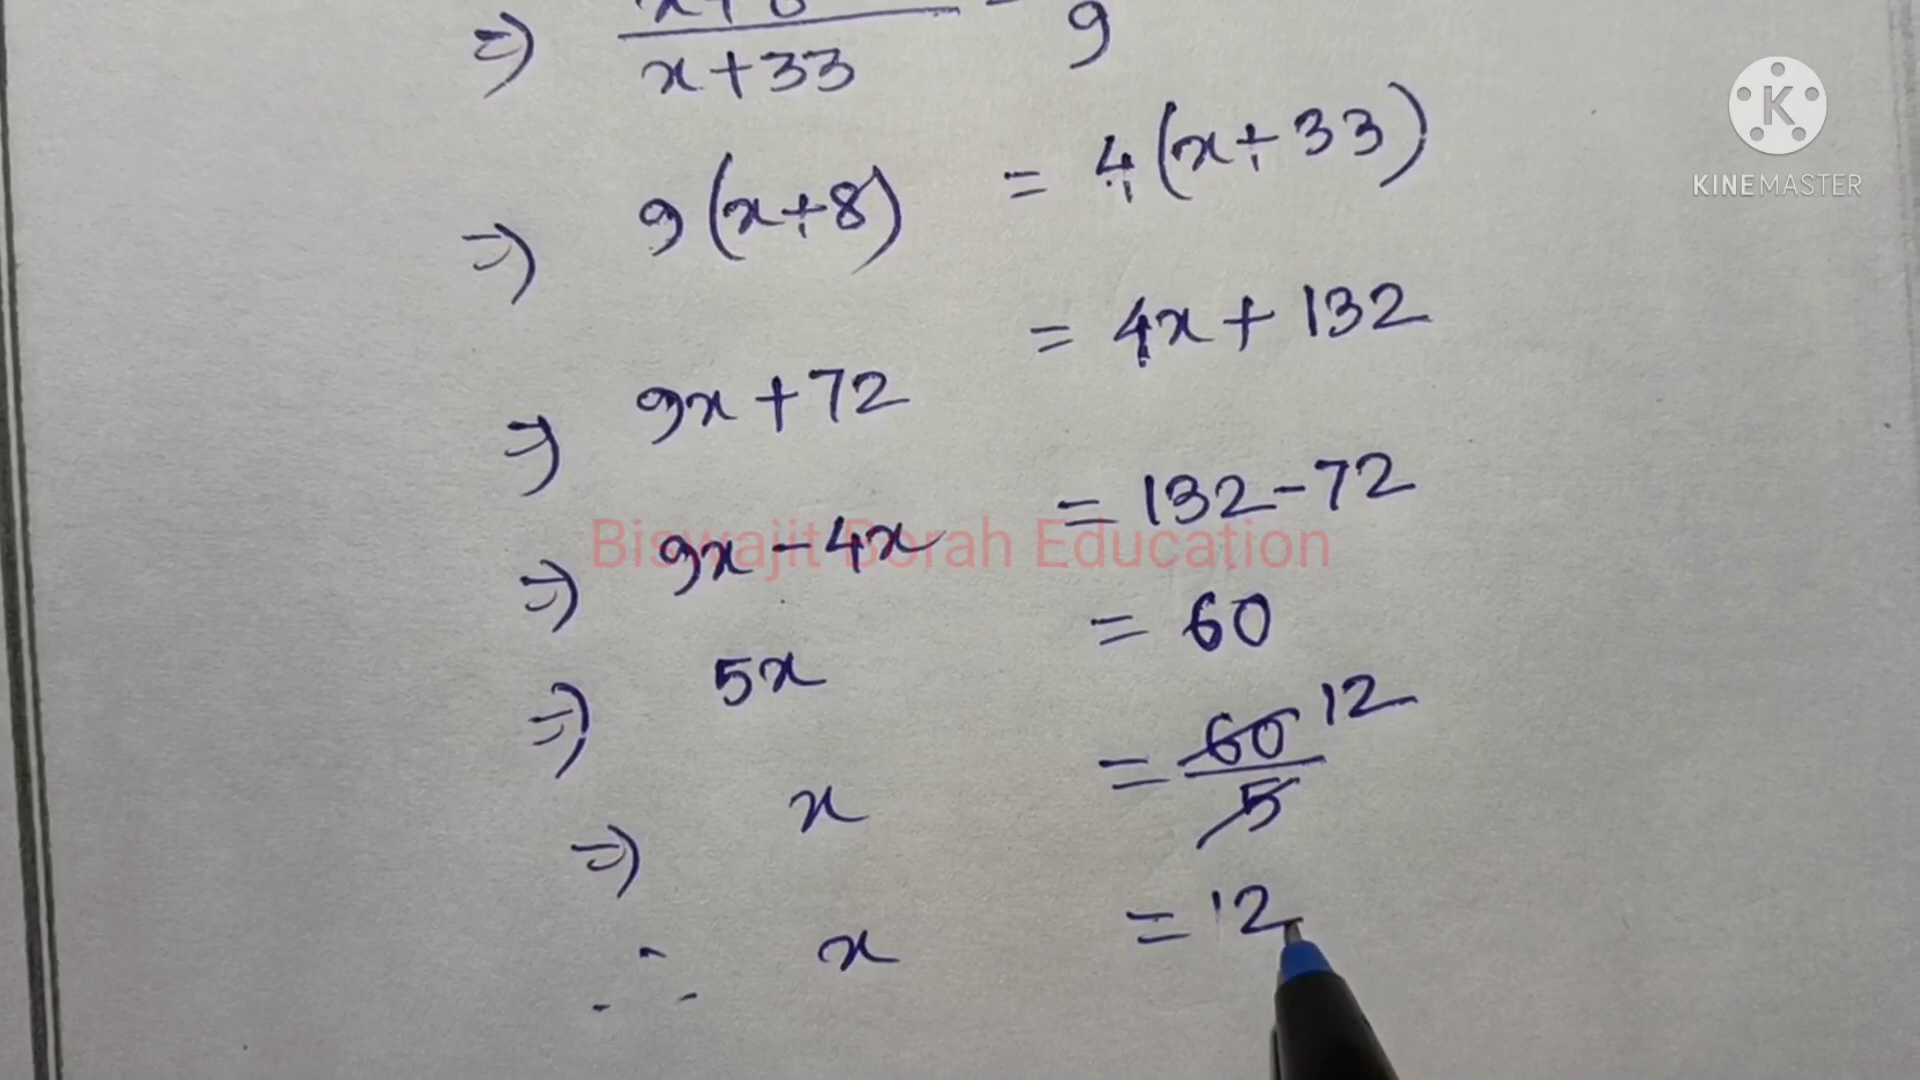 ⇒ x+8
x+33 = 9
⇒ 9(x+8) = 4(x+33)
⇒ 9x+72 = 4x+132
⇒ 9x-4x = 132-72
⇒ 5x = 60
⇒ x = 60/5 12
∴ x = 12
KINEMASTER
Biswajit Borah Education